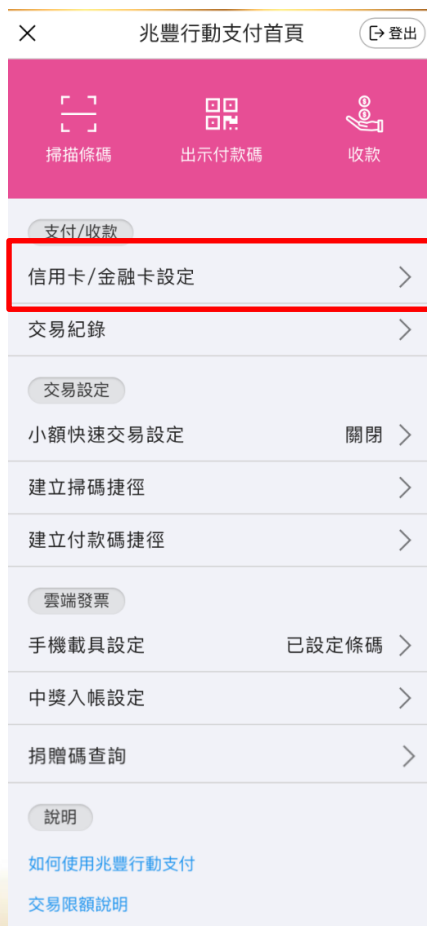 兆豐行動支付首頁 登出
掃描條碼 出示付款碼 收款
支付/收款
信用卡/金融卡設定
交易紀錄
交易設定
小額快速交易設定 關閉
建立掃碼捷徑
建立付款碼捷徑
雲端發票
手機載具設定 已設定條碼
中獎入帳設定
捐贈碼查詢
說明
如何使用兆豐行動支付
交易限額說明